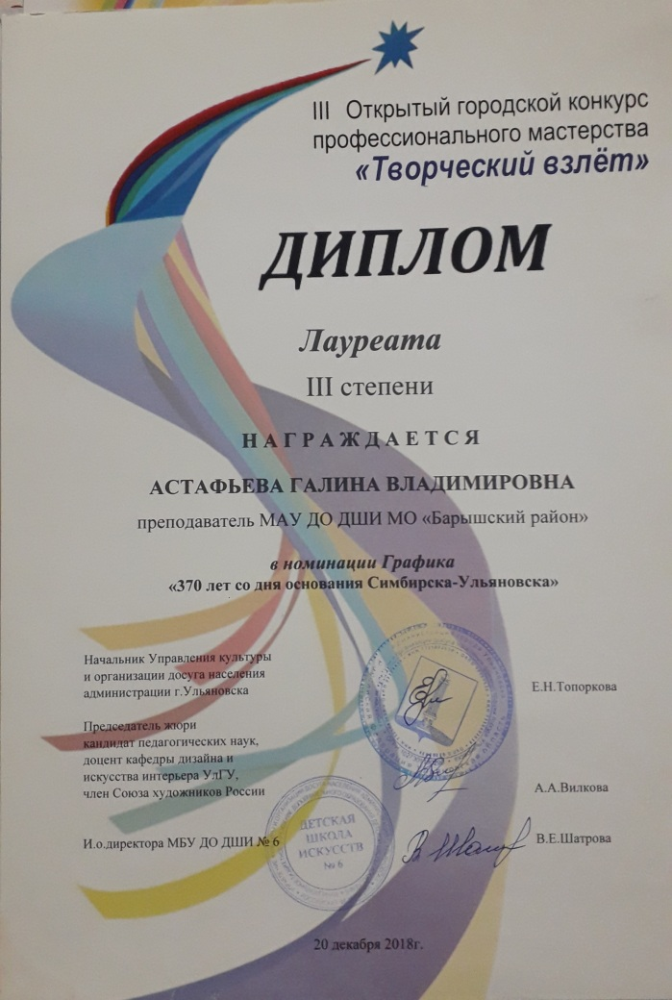 III Открытый городской конкурс
профессионального мастерства
«Творческий взлёт»
ДИПЛОМ
Лауреата
III степени
НАГРАЖДАЕТСЯ
АСТАФЬЕВА ГАЛИНА ВЛАДИМИРОВНА
преподаватель МАУ ДО ДШИ МО «Барышский район»
в номинации Графика
«370 лет со дня основания Симбирска-Ульяновска»
Начальник Управления культуры
и организации досуга населения
администрации г.Ульяновска
Е.Н.Топоркова
Председатель жюри
кандидат педагогических наук,
доцент кафедры дизайна и
искусства интерьера УлГУ,
член Союза художников России
А.А.Вилкова
И.о.директора МБУ ДО ДШИ № 6
В.Е.Шатрова
ДЕТСКАЯ
ШКОЛА
ИСКУССТВ
№ 6
20 декабря 2018г.